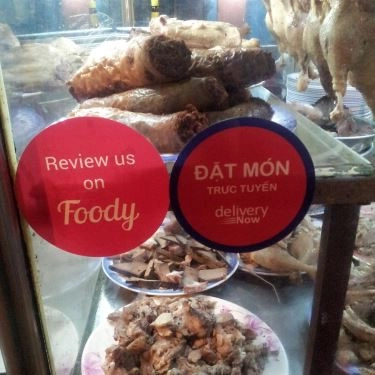 Review us
on
Foody
ĐẶT MÓN
TRỰC TUYẾN
delivery
Now